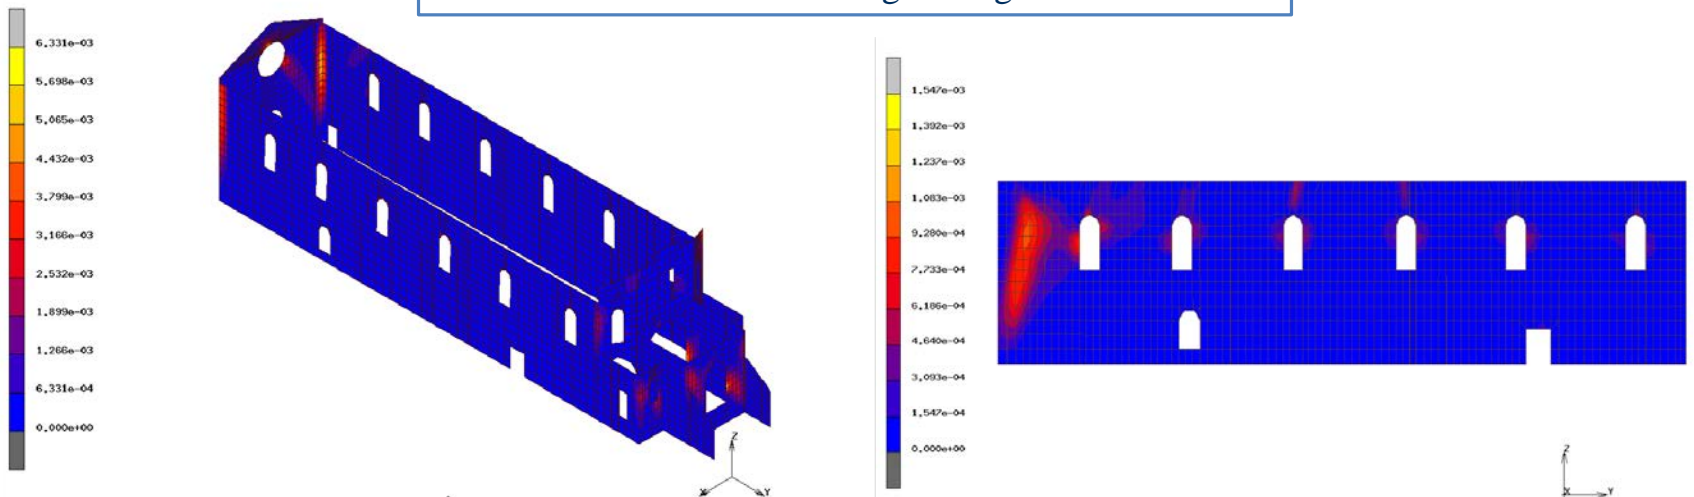 6,331e-03
5,698e-03
5,065e-03
4,432e-03
3,799e-03
3,166e-03
2,532e-03
1,899e-03
1,266e-03
6,331e-04
0,000e+00
Z
X
Y
1,547e-03
1,392e-03
1,237e-03
1,083e-03
9,280e-04
7,733e-04
6,186e-04
4,640e-04
3,093e-04
1,547e-04
0,000e+00
Z
X
Y